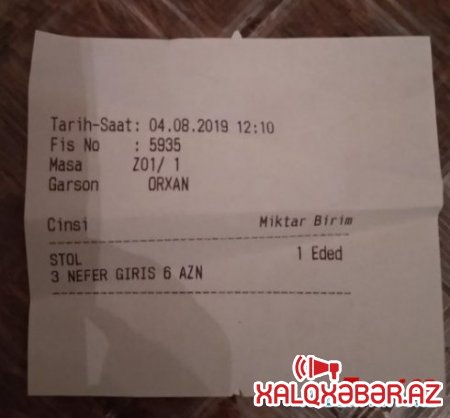 Tarih-Saat: 04.08.2019 12:10
Fis No : 5935
Masa Z01/ 1
Garson ORXAN
Cinsi Miktar Birim
STOL 1 Eded
3 NEFER GIRIS 6 AZN
XALQXƏBƏR.AZ